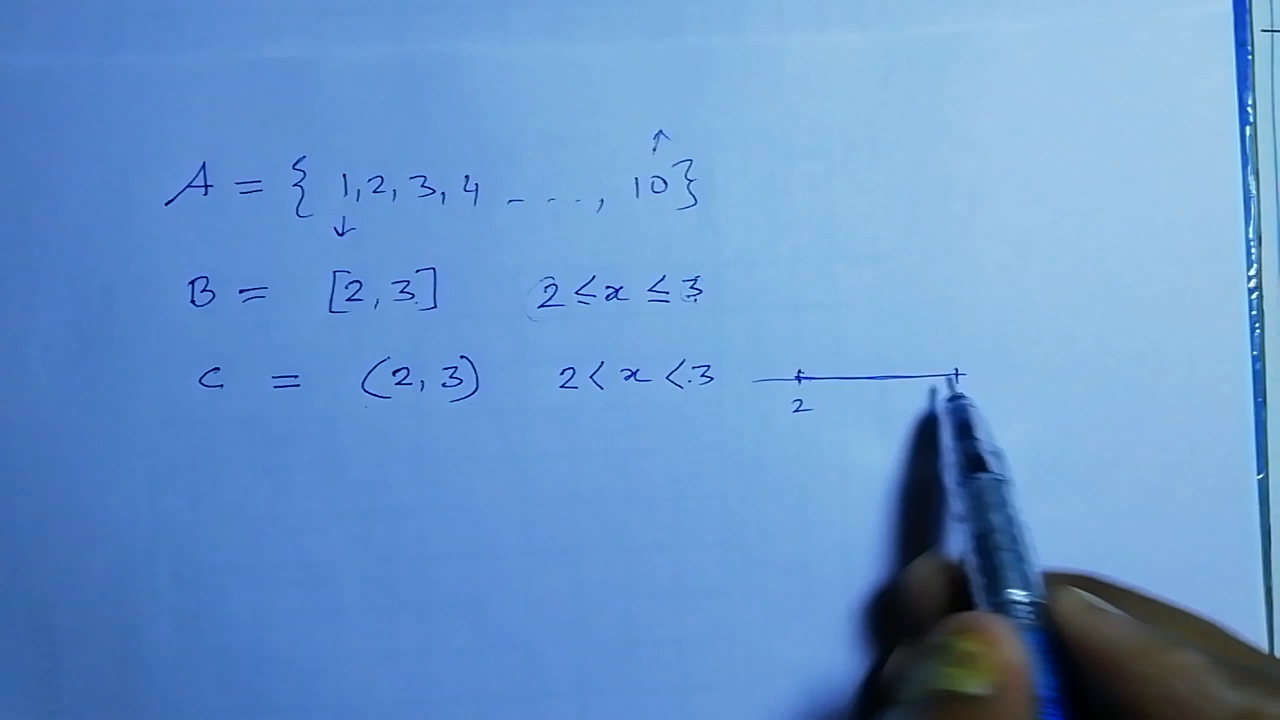 A = { 1, 2, 3, 4 - - - . . , 10 }
B = [2, 3] 2 ≤ x ≤ 3
C = (2, 3) 2 < x < 3
2